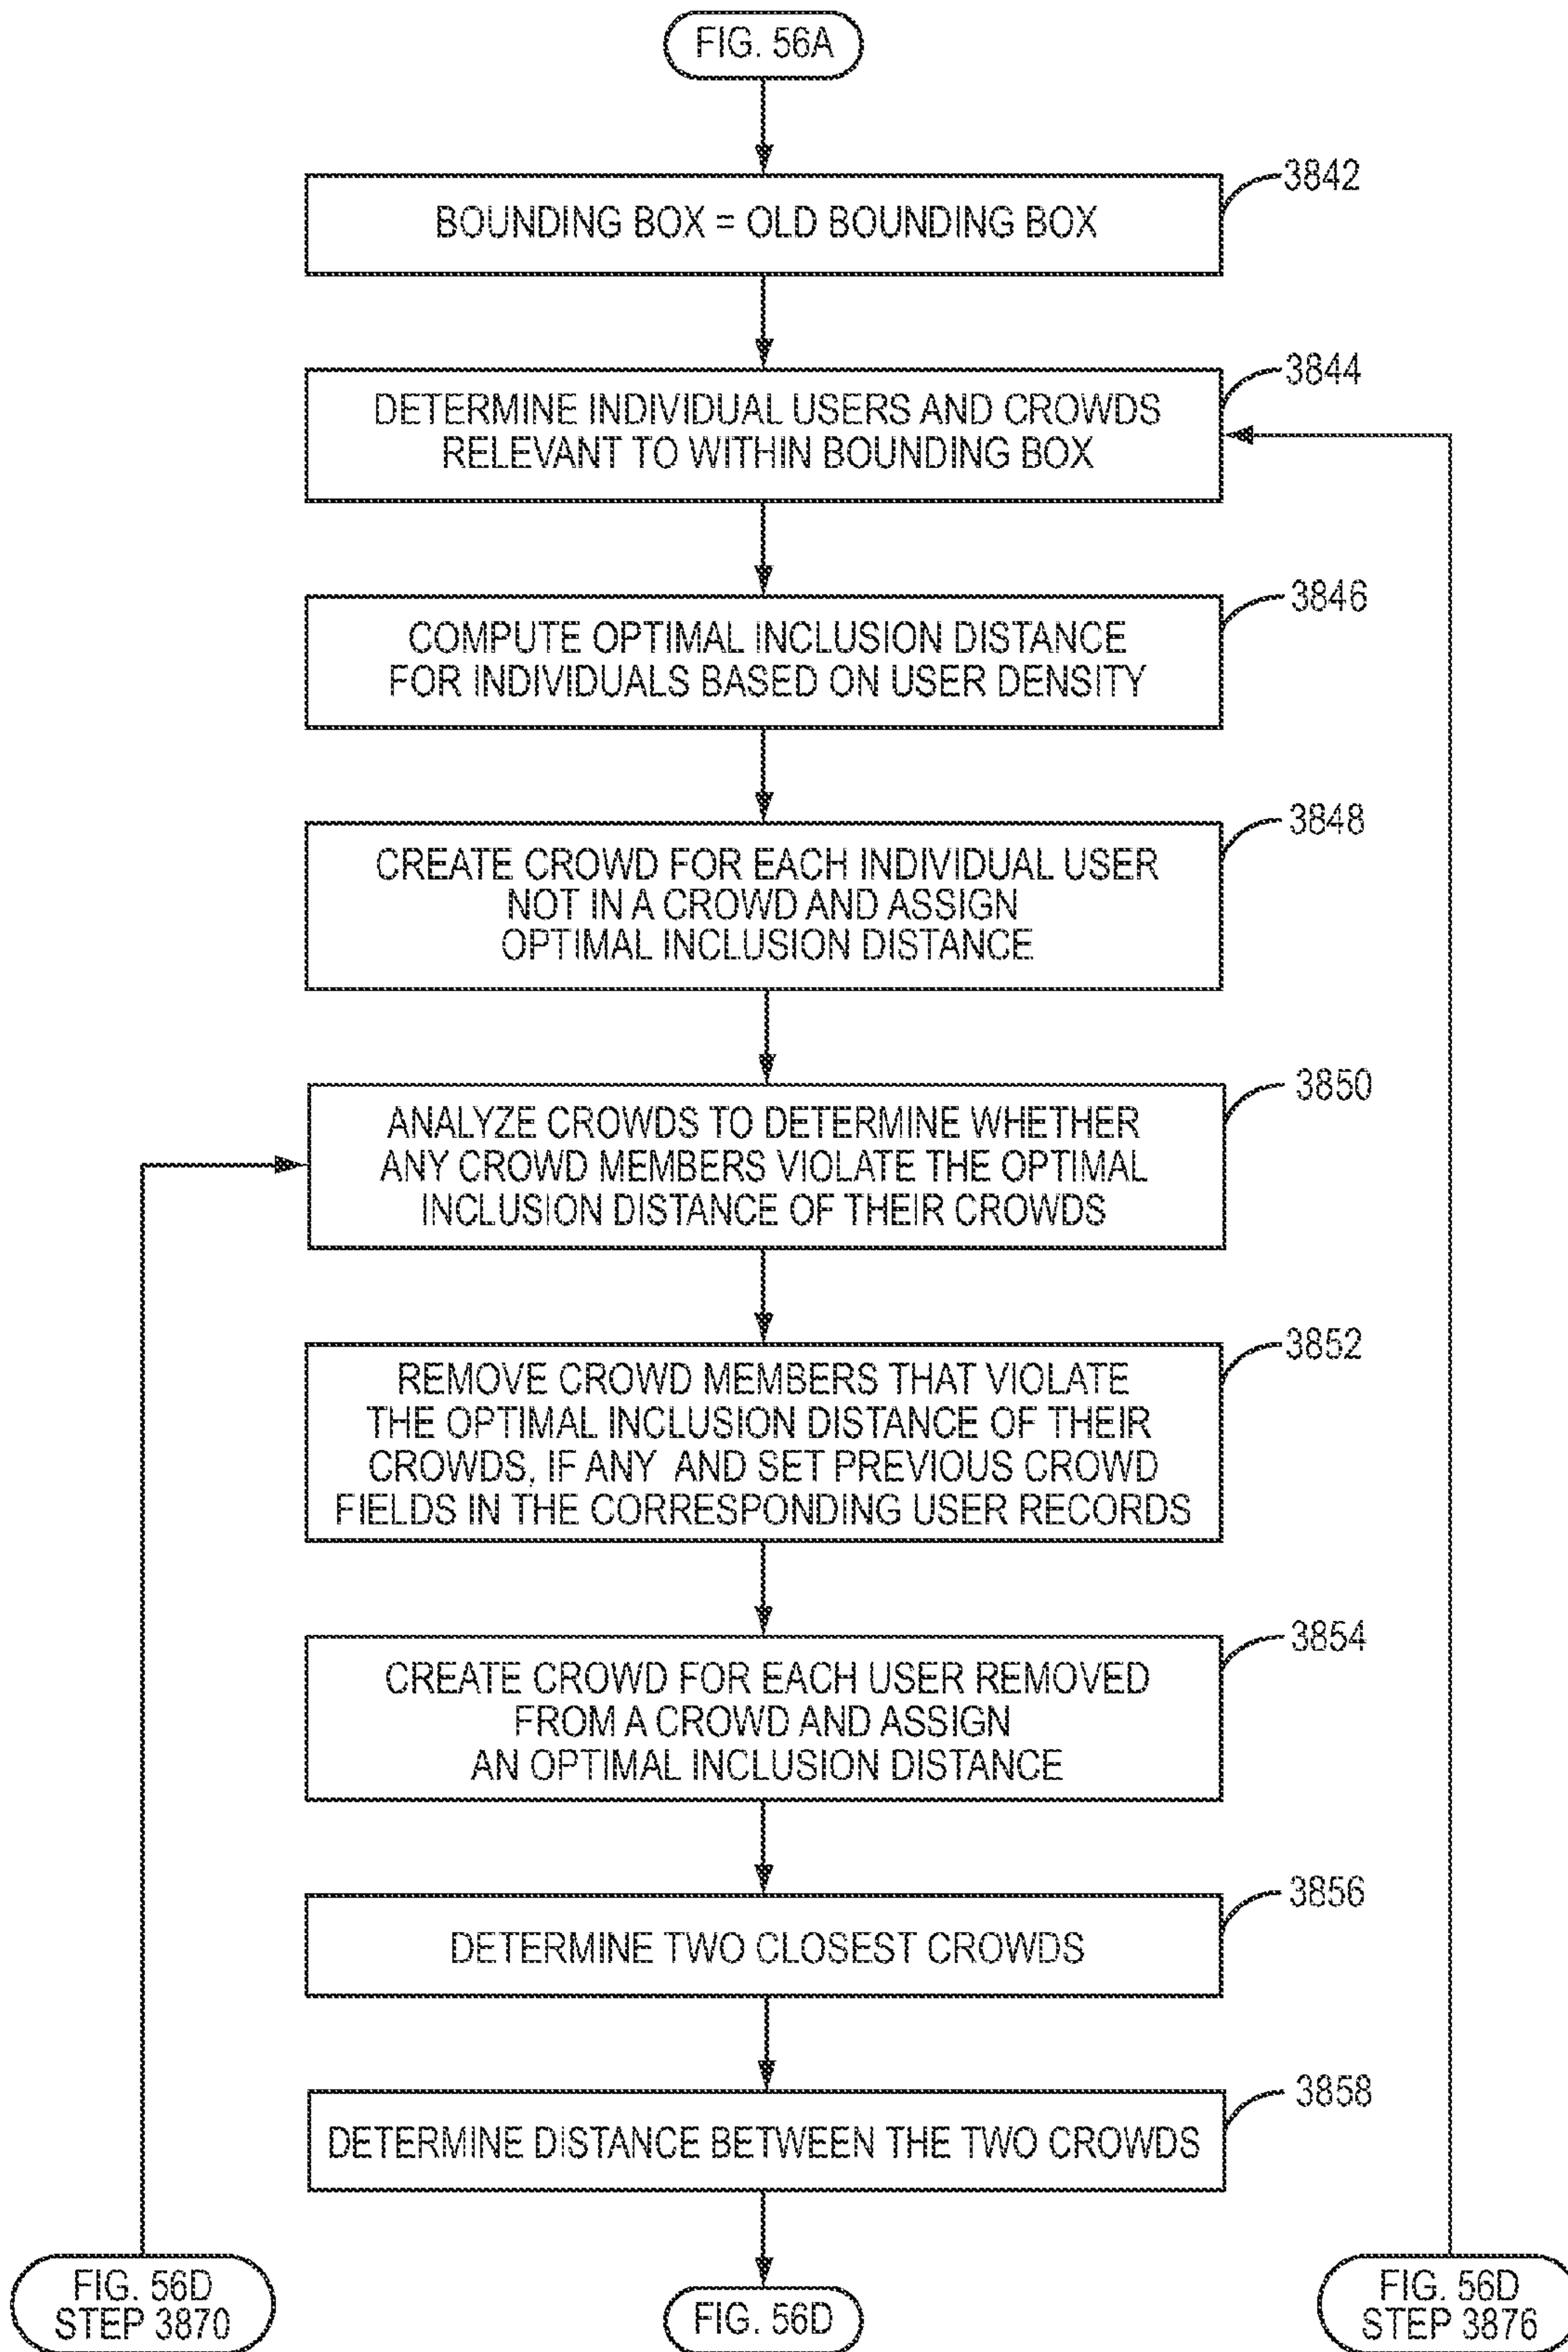 FIG. 56A
3842
BOUNDING BOX = OLD BOUNDING BOX
3844
DETERMINE INDIVIDUAL USERS AND CROWDS
RELEVANT TO WITHIN BOUNDING BOX
3846
COMPUTE OPTIMAL INCLUSION DISTANCE
FOR INDIVIDUALS BASED ON USER DENSITY
3848
CREATE CROWD FOR EACH INDIVIDUAL USER
NOT IN A CROWD AND ASSIGN
OPTIMAL INCLUSION DISTANCE
3850
ANALYZE CROWDS TO DETERMINE WHETHER
ANY CROWD MEMBERS VIOLATE THE OPTIMAL
INCLUSION DISTANCE OF THEIR CROWDS
3852
REMOVE CROWD MEMBERS THAT VIOLATE
THE OPTIMAL INCLUSION DISTANCE OF THEIR
CROWDS, IF ANY AND SET PREVIOUS CROWD
FIELDS IN THE CORRESPONDING USER RECORDS
3854
CREATE CROWD FOR EACH USER REMOVED
FROM A CROWD AND ASSIGN
AN OPTIMAL INCLUSION DISTANCE
3856
DETERMINE TWO CLOSEST CROWDS
3858
DETERMINE DISTANCE BETWEEN THE TWO CROWDS
FIG. 56D
STEP 3870
FIG. 56D
FIG. 56D
STEP 3876